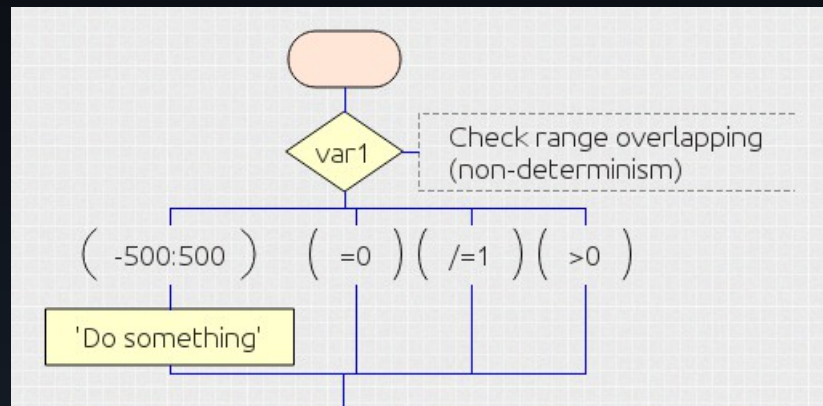 var1
Check range overlapping
(non-determinism)
( -500:500 ) ( =0 ) ( /=1 ) ( >0 )
'Do something'